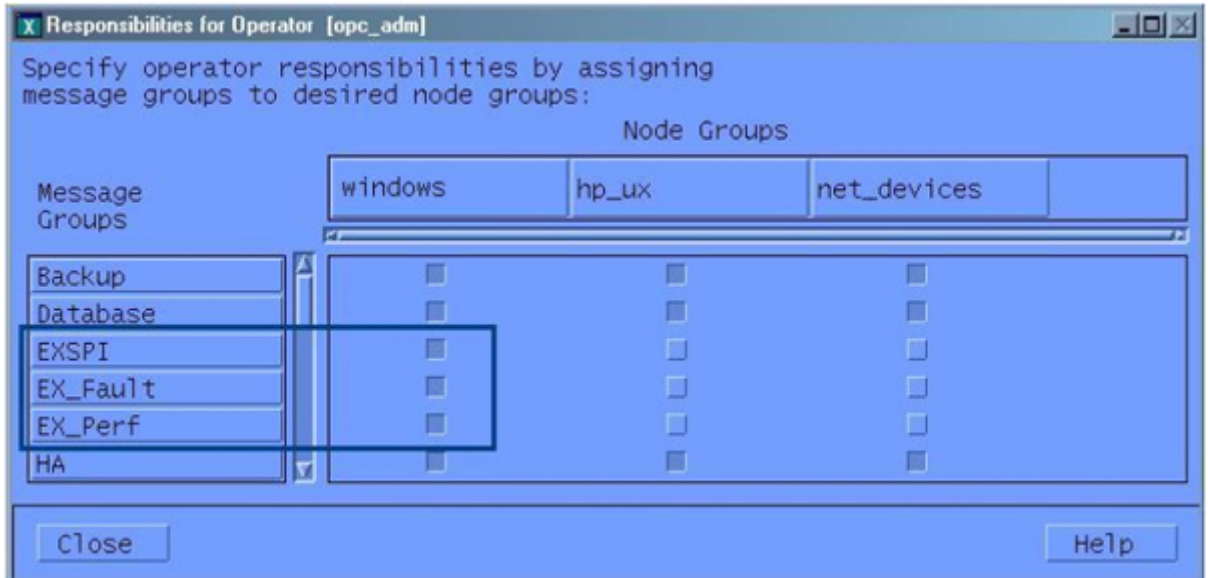 X Responsibilities for Operator [opc_adm]
Specify operator responsibilities by assigning
message groups to desired node groups:
Node Groups
Message
Groups
windows hp_ux net_devices
Backup
Database
EXSPI
EX_Fault
EX_Perf
HA
Close Help